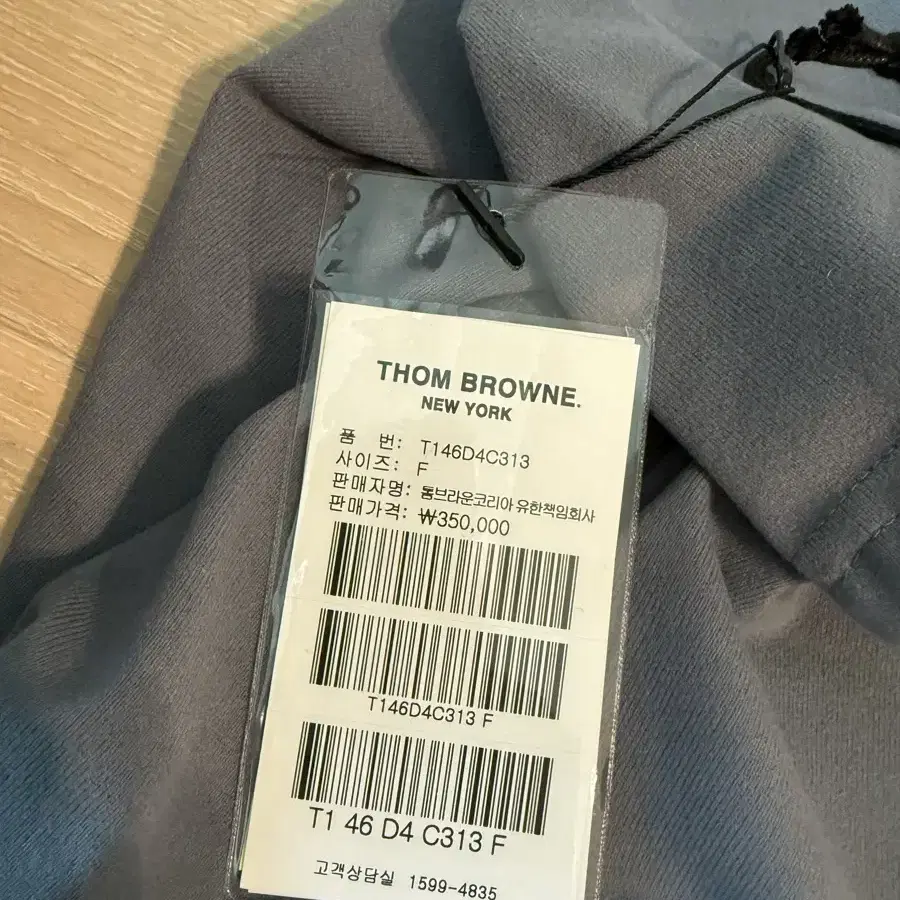 THOM BROWNE.
NEW YORK
품 번: T146D4C313
사이즈: F
판매자명: 톰브라운코리아 유한책임회사
판매가격: ₩350,000
T146D4C313 F
T1 46 D4 C313 F
고객상담실 1599-4835